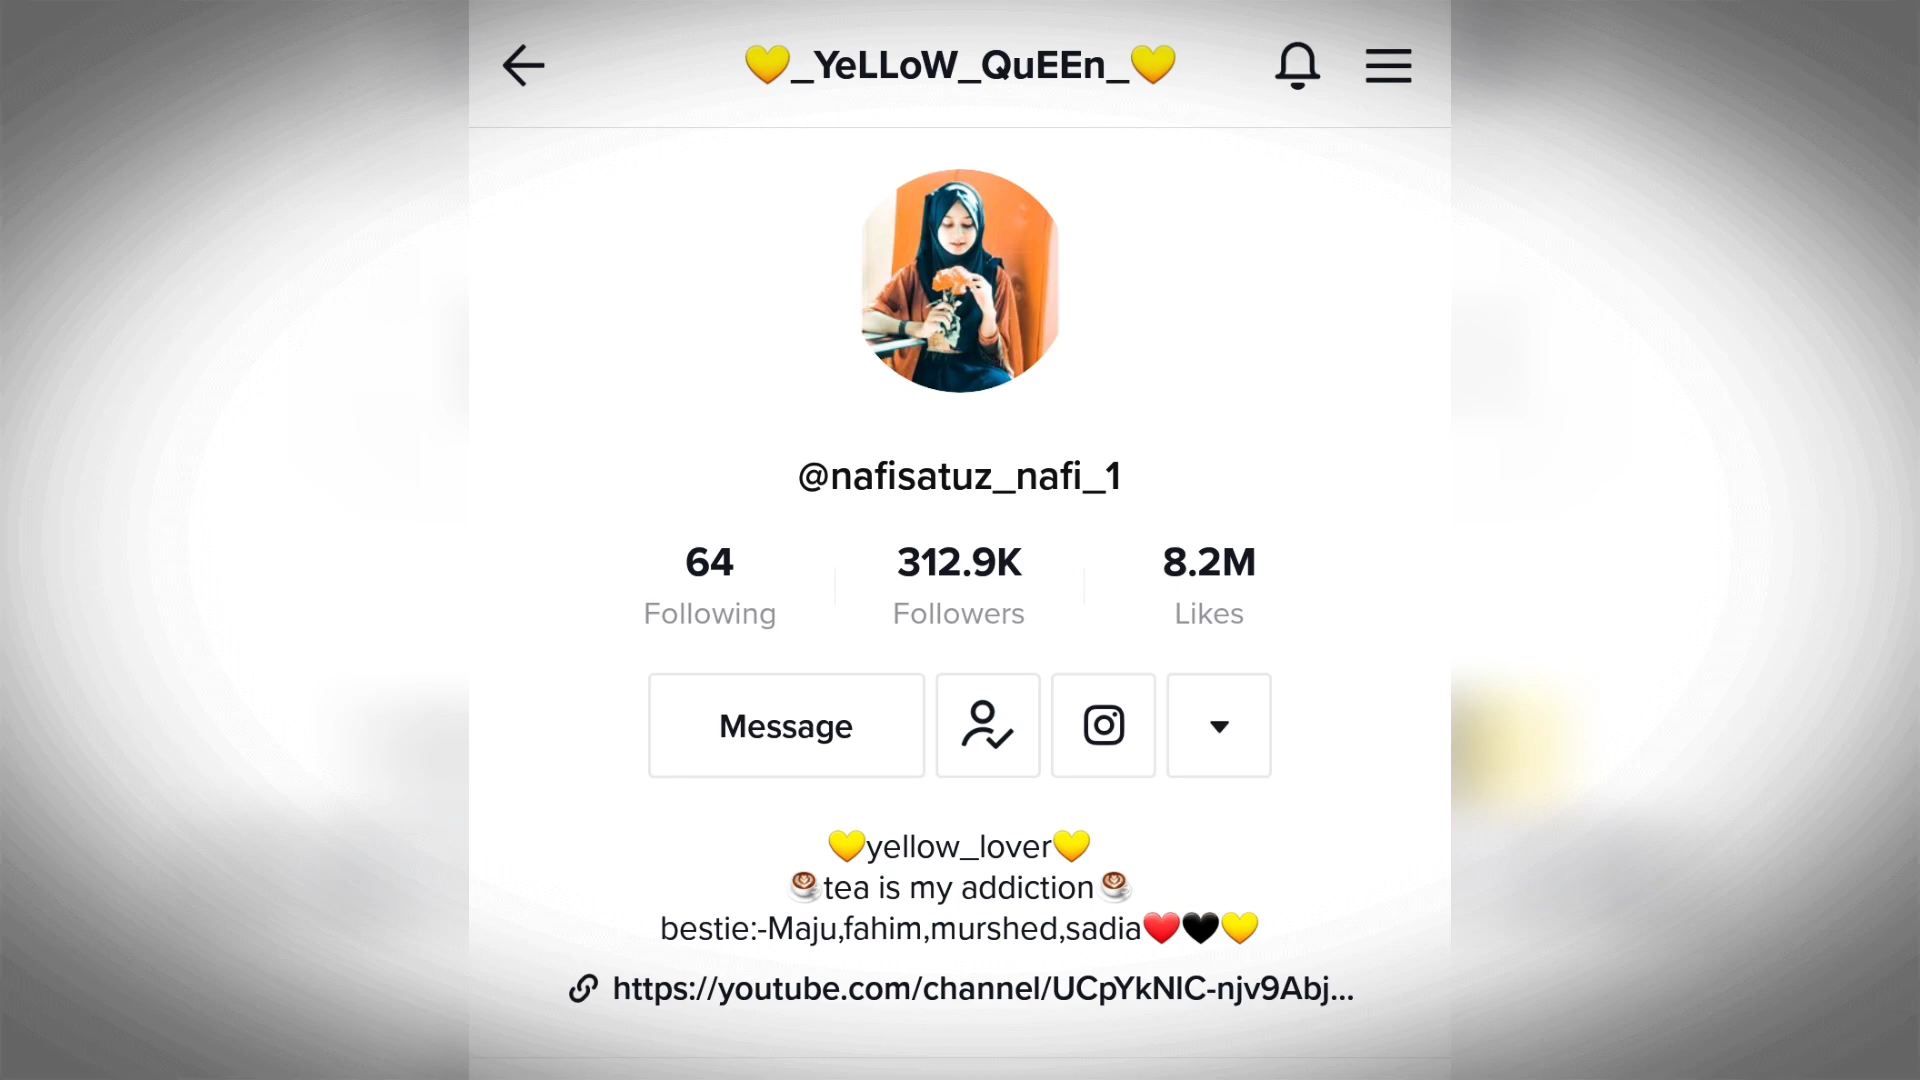 💛_YeLLoW_QuEEn_💛
@nafisatuz_nafi_1
64 312.9K 8.2M
Following Followers Likes
Message
💛yellow_lover💛
☕tea is my addiction☕
bestie:-Maju,fahim,murshed,sadia❤️🖤💛
https://youtube.com/channel/UCpYkNIC-njv9Abj...